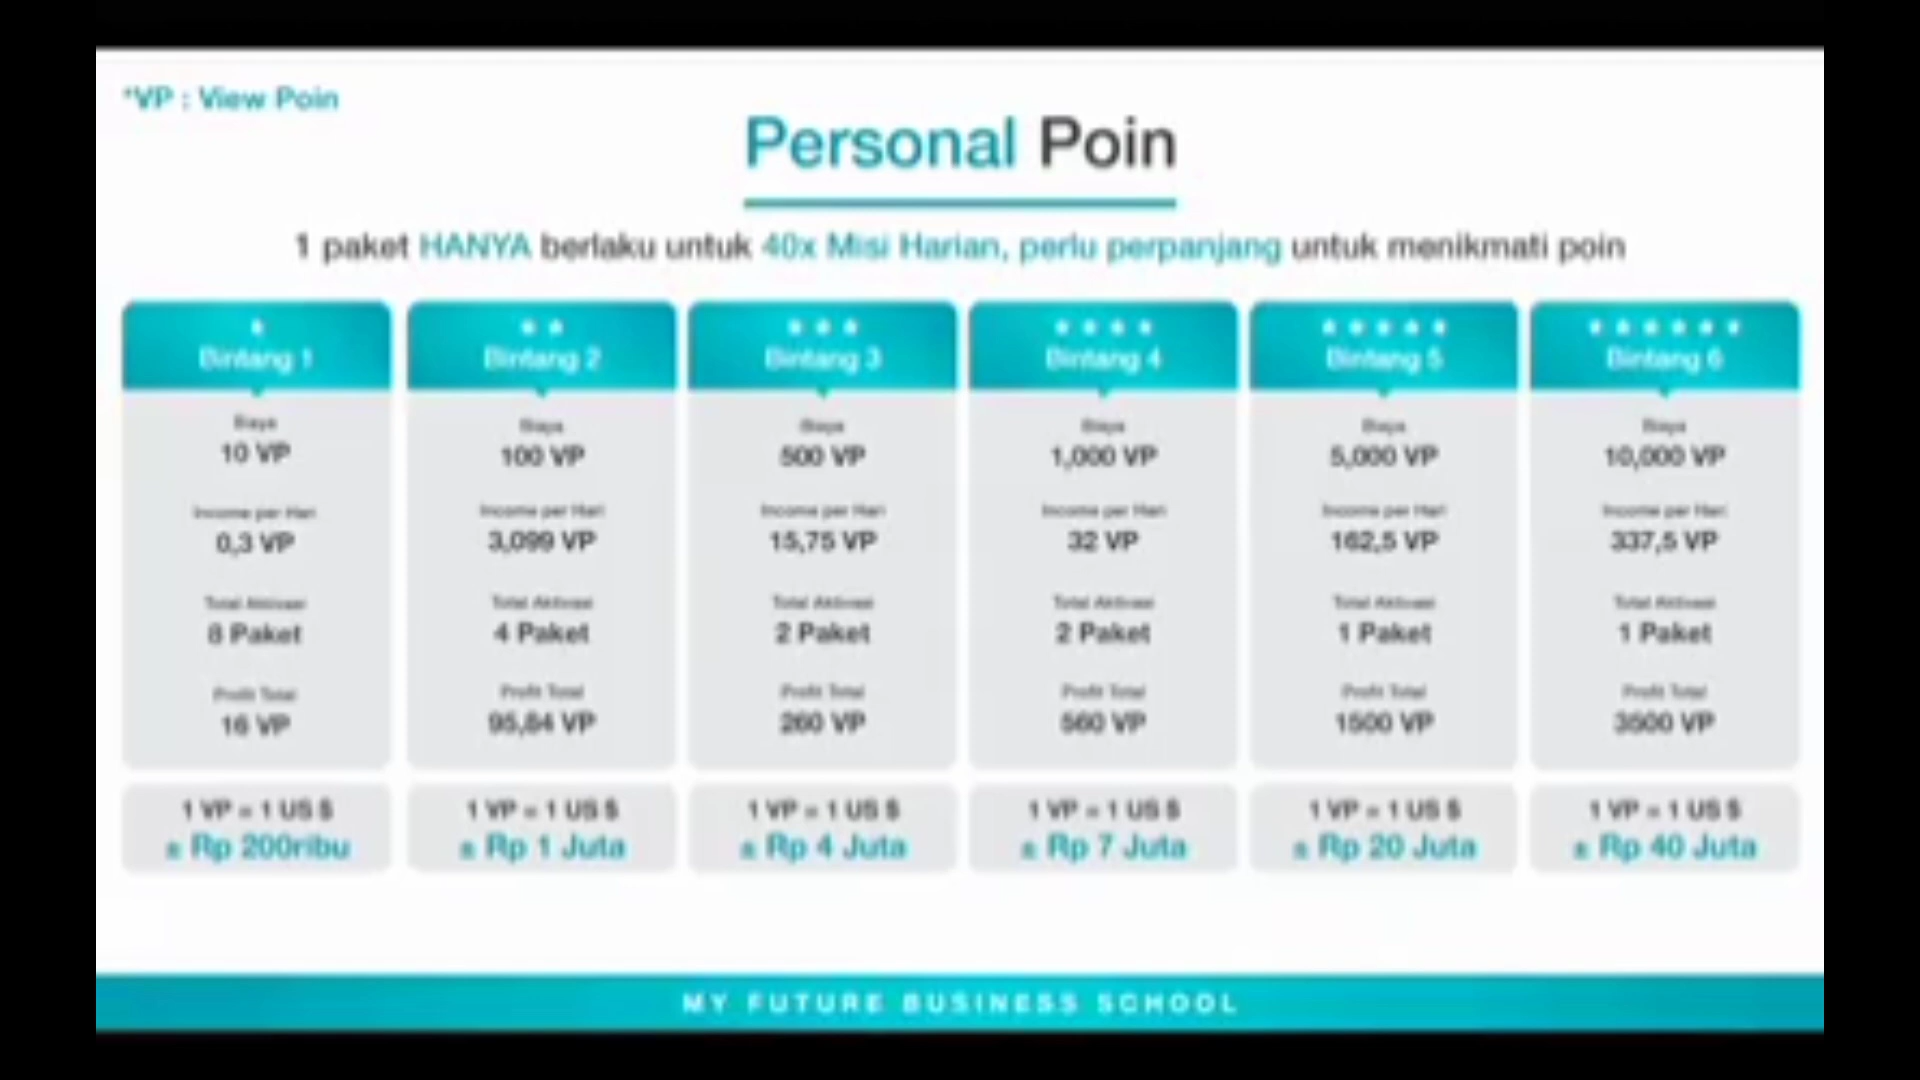 *VP : View Poin
Personal Poin
1 paket HANYA berlaku untuk 40x Misi Harian, perlu perpanjang untuk menikmati poin
Bintang 1
Biaya
10 VP
Income per Hari
0,3 VP
Total Aktivasi
8 Paket
Profit Total
16 VP
1 VP = 1 US $
± Rp 200ribu
Bintang 2
Biaya
100 VP
Income per Hari
3,099 VP
Total Aktivasi
4 Paket
Profit Total
95,84 VP
1 VP = 1 US $
± Rp 1 Juta
Bintang 3
Biaya
500 VP
Income per Hari
15,75 VP
Total Aktivasi
2 Paket
Profit Total
260 VP
1 VP = 1 US $
± Rp 4 Juta
Bintang 4
Biaya
1,000 VP
Income per Hari
32 VP
Total Aktivasi
2 Paket
Profit Total
560 VP
1 VP = 1 US $
± Rp 7 Juta
Bintang 5
Biaya
5,000 VP
Income per Hari
162,5 VP
Total Aktivasi
1 Paket
Profit Total
1500 VP
1 VP = 1 US $
± Rp 20 Juta
Bintang 6
Biaya
10,000 VP
Income per Hari
337,5 VP
Total Aktivasi
1 Paket
Profit Total
3500 VP
1 VP = 1 US $
± Rp 40 Juta
MY FUTURE BUSINESS SCHOOL